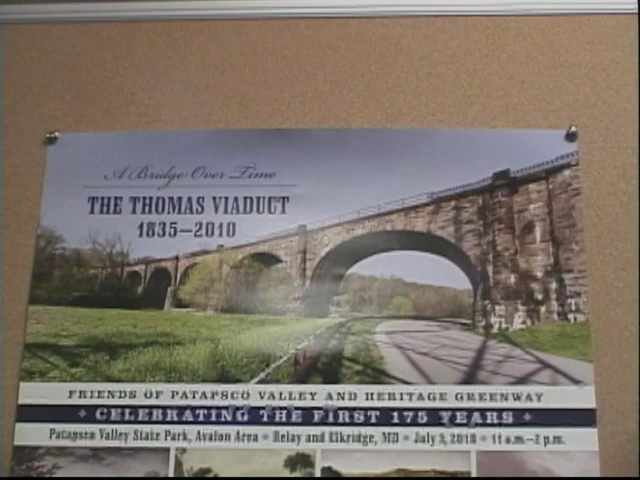 A Bridge Over Time
THE THOMAS VIADUCT
1835–2010
FRIENDS OF PATAPSCO VALLEY AND HERITAGE GREENWAY
CELEBRATING THE FIRST 175 YEARS
Patapsco Valley State Park, Avalon Area • Relay and Elkridge, MD • July 3, 2010 • 11 a.m.–2 p.m.